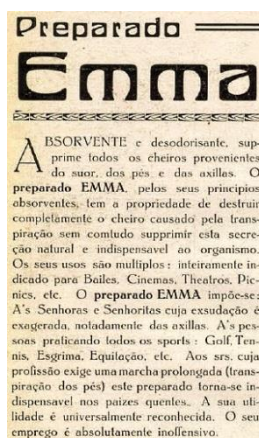 Preparado
Emma
ABSORVENTE e desodorisante, sup-
prime todos os cheiros provenientes
do suor, dos pés e das axillas. O
preparado EMMA, pelos seus principios
absorventes, tem a propriedade de destruir
completamente o cheiro causado pela trans-
piração sem comtudo supprimir esta secre-
ção natural e indispensavel ao organismo.
Os seus usos são multiplos: inteiramente in-
dicado para Bailes, Cinemas, Theatros, Pic-
nics, etc. O preparado EMMA impõe-se:
A's Senhoras e Senhoritas cuja exsudação é
exagerada, notadamente das axillas. A's pes-
soas praticando todos os sports: Golf, Ten-
nis, Esgrima, Equitação, etc. Aos srs. cuja
profissão exige uma marcha prolongada (trans-
piração dos pés) este preparado torna-se in-
dispensavel nos paizes quentes. A sua uti-
lidade é universalmente reconhecida. O seu
emprego é absolutamente inoffensivo.